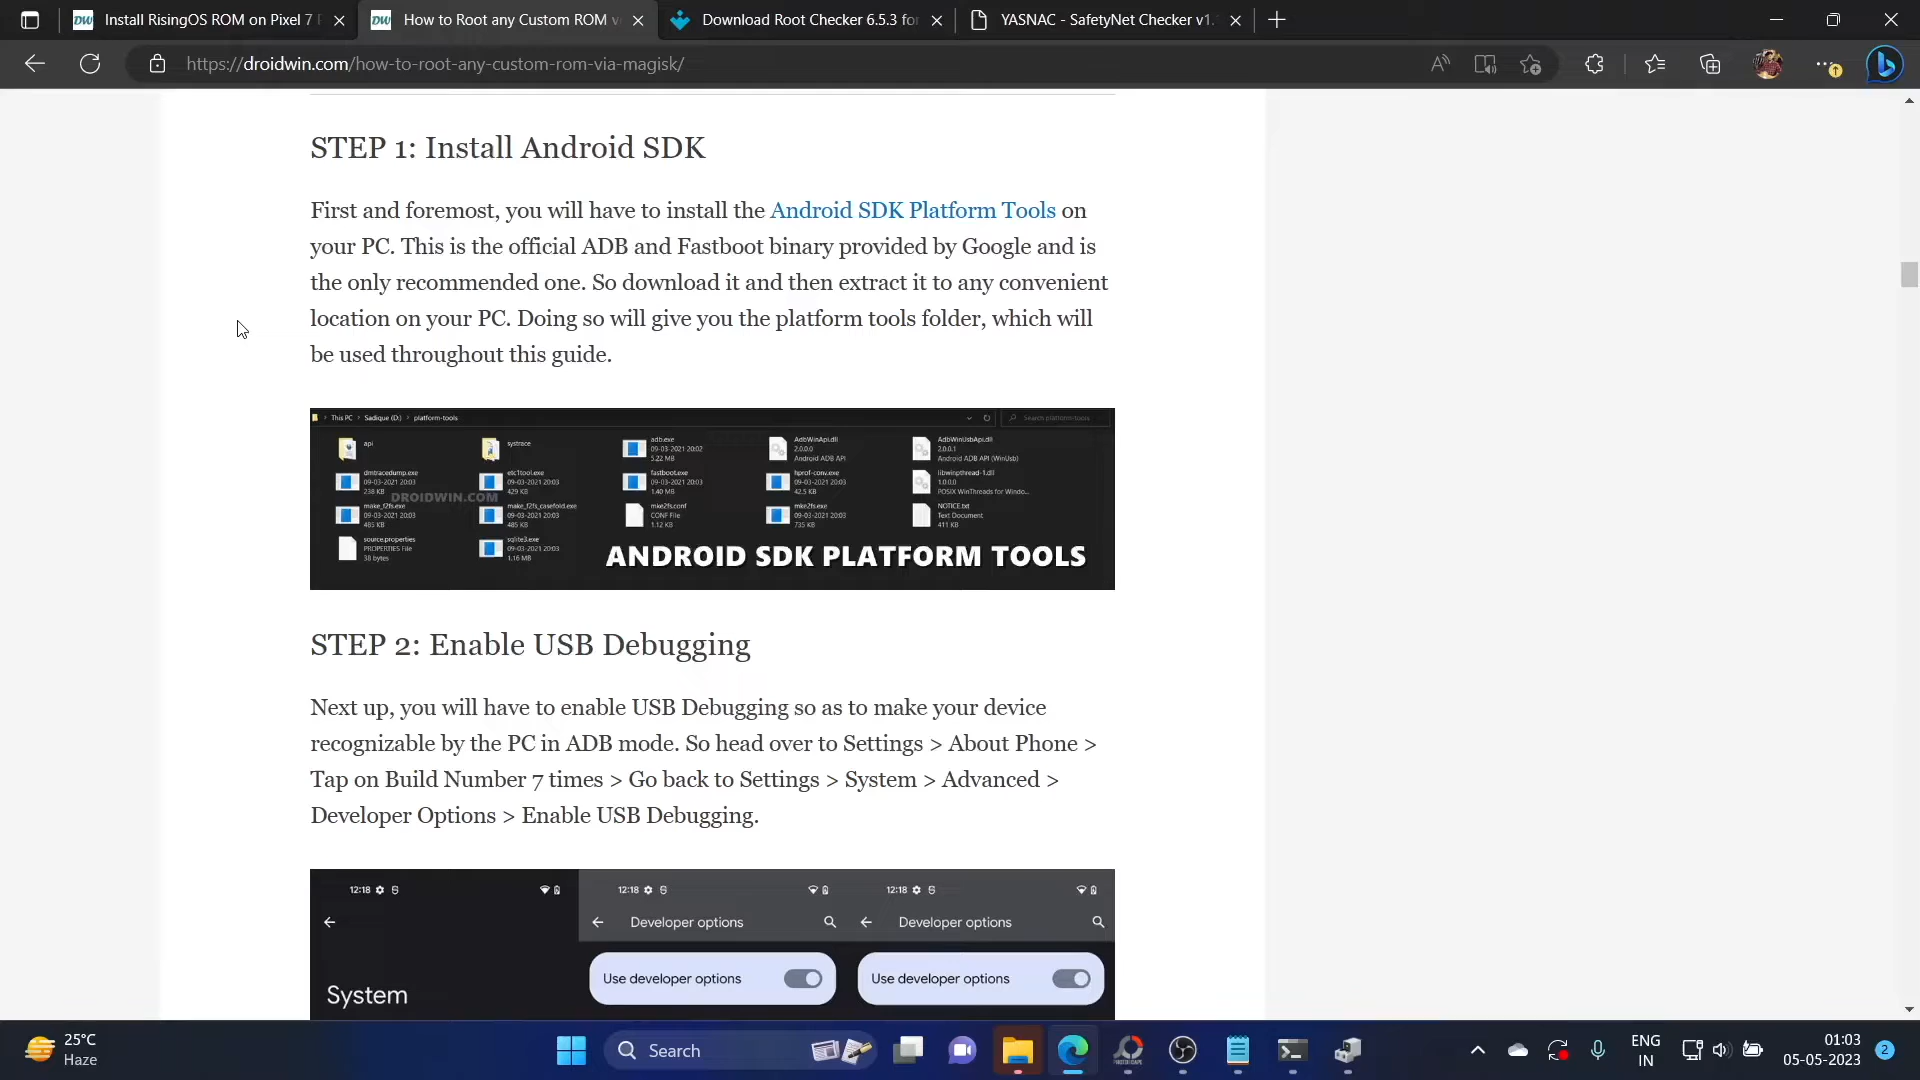 Install RisingOS ROM on Pixel 7 P
How to Root any Custom ROM v
Download Root Checker 6.5.3 fo
YASNAC - SafetyNet Checker v1.
https://droidwin.com/how-to-root-any-custom-rom-via-magisk/
STEP 1: Install Android SDK
First and foremost, you will have to install the Android SDK Platform Tools on
your PC. This is the official ADB and Fastboot binary provided by Google and is
the only recommended one. So download it and then extract it to any convenient
location on your PC. Doing so will give you the platform tools folder, which will
be used throughout this guide.
This PC > Sadique (D:) > platform-tools
Search platform-tools
api
systrace
adb.exe
09-03-2021 20:02
5.22 MB
AdbWinApi.dll
2.0.0.0
Android ADB API
AdbWinUsbApi.dll
2.0.0.1
Android ADB API (WinUsb)
dmtracedump.exe
09-03-2021 20:03
238 KB
etc1tool.exe
09-03-2021 20:03
429 KB
fastboot.exe
09-03-2021 20:03
1.40 MB
hprof-conv.exe
09-03-2021 20:03
42.5 KB
libwinpthread-1.dll
1.0.0.0
POSIX WinThreads for Windo...
DROIDWIN.COM
make_f2fs.exe
09-03-2021 20:03
485 KB
make_f2fs_casefold.exe
09-03-2021 20:03
485 KB
mke2fs.conf
CONF File
1.12 KB
mke2fs.exe
09-03-2021 20:03
735 KB
NOTICE.txt
Text Document
411 KB
source.properties
PROPERTIES File
38 bytes
sqlite3.exe
09-03-2021 20:03
1.16 MB
ANDROID SDK PLATFORM TOOLS
STEP 2: Enable USB Debugging
Next up, you will have to enable USB Debugging so as to make your device
recognizable by the PC in ADB mode. So head over to Settings > About Phone >
Tap on Build Number 7 times > Go back to Settings > System > Advanced >
Developer Options > Enable USB Debugging.
12:18
12:18
12:18
Developer options
Developer options
Use developer options
Use developer options
System
25°C
Haze
Search
ENG
IN
01:03
05-05-2023
2